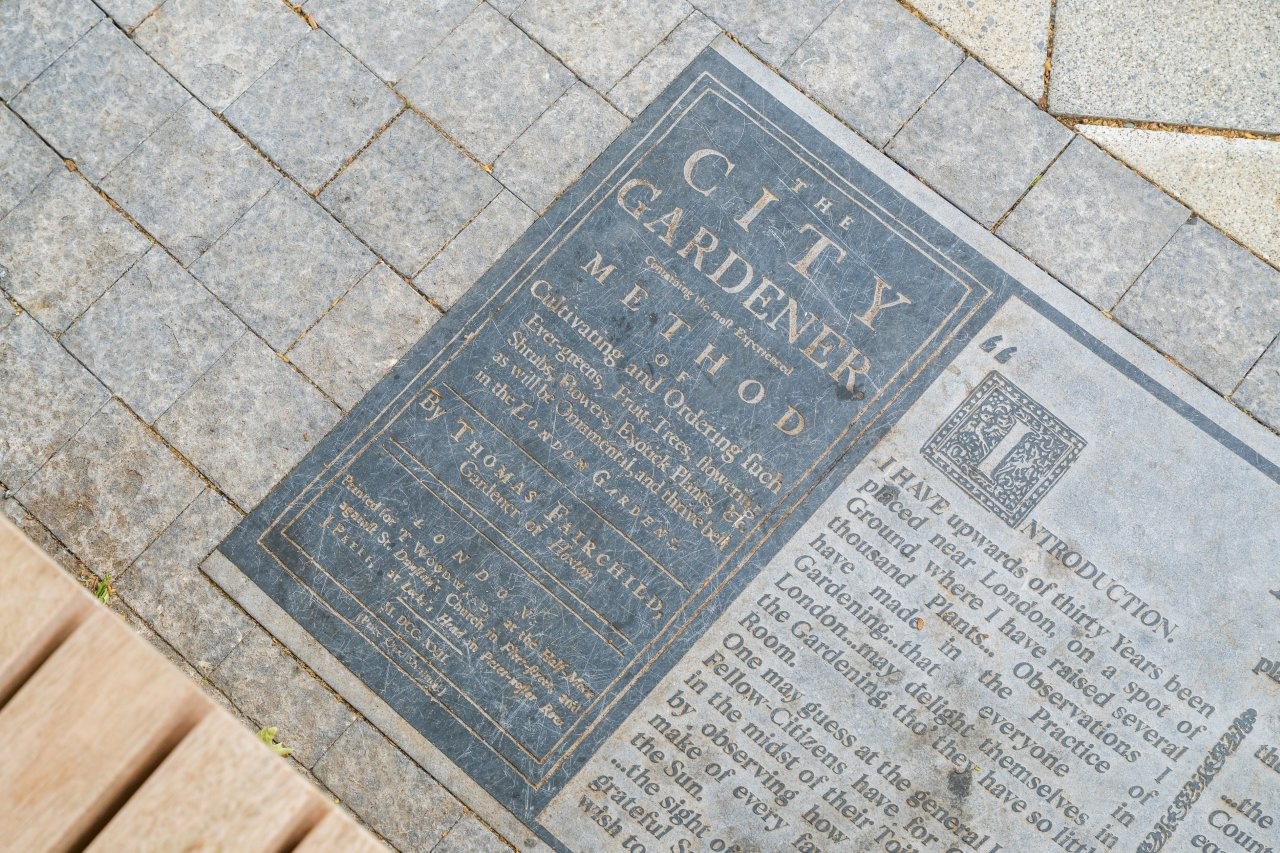 THE
CITY
GARDENER
Containing the moſt Experienced
METHOD
OF
Cultivating and Ordering ſuch
Evergreens, Fruit-Trees, flowering
Shrubs, Flowers, Exotick Plants, &c
as will be Ornamental, and thrive beſt
in the LONDON GARDENS
By THOMAS FAIRCHILD,
Gardener of Hoxton
LONDON:
Printed for T. WOODWARD, at the Half-Moon
againſt St. Dunſtan's Church in Fleet-ſtreet, and
J. PEELE, at Lock's Head in Pater-noſter Row
M DCC XXII
[Price One Shilling]
“
INTRODUCTION.
I HAVE upwards of thirty Years been
placed near London, on a spot of
Ground, where I have raised several
thousand Plants... Observations I
have made in the Practice of
Gardening...that everyone in
London...may delight themselves in
the Gardening, tho' they have so little
Room.
One may guess at the general
Fellow-Citizens have for
in the midst of their Toil
by observing how
make of every
the Sun.
...the sight of
grateful
wish to
...the
Count